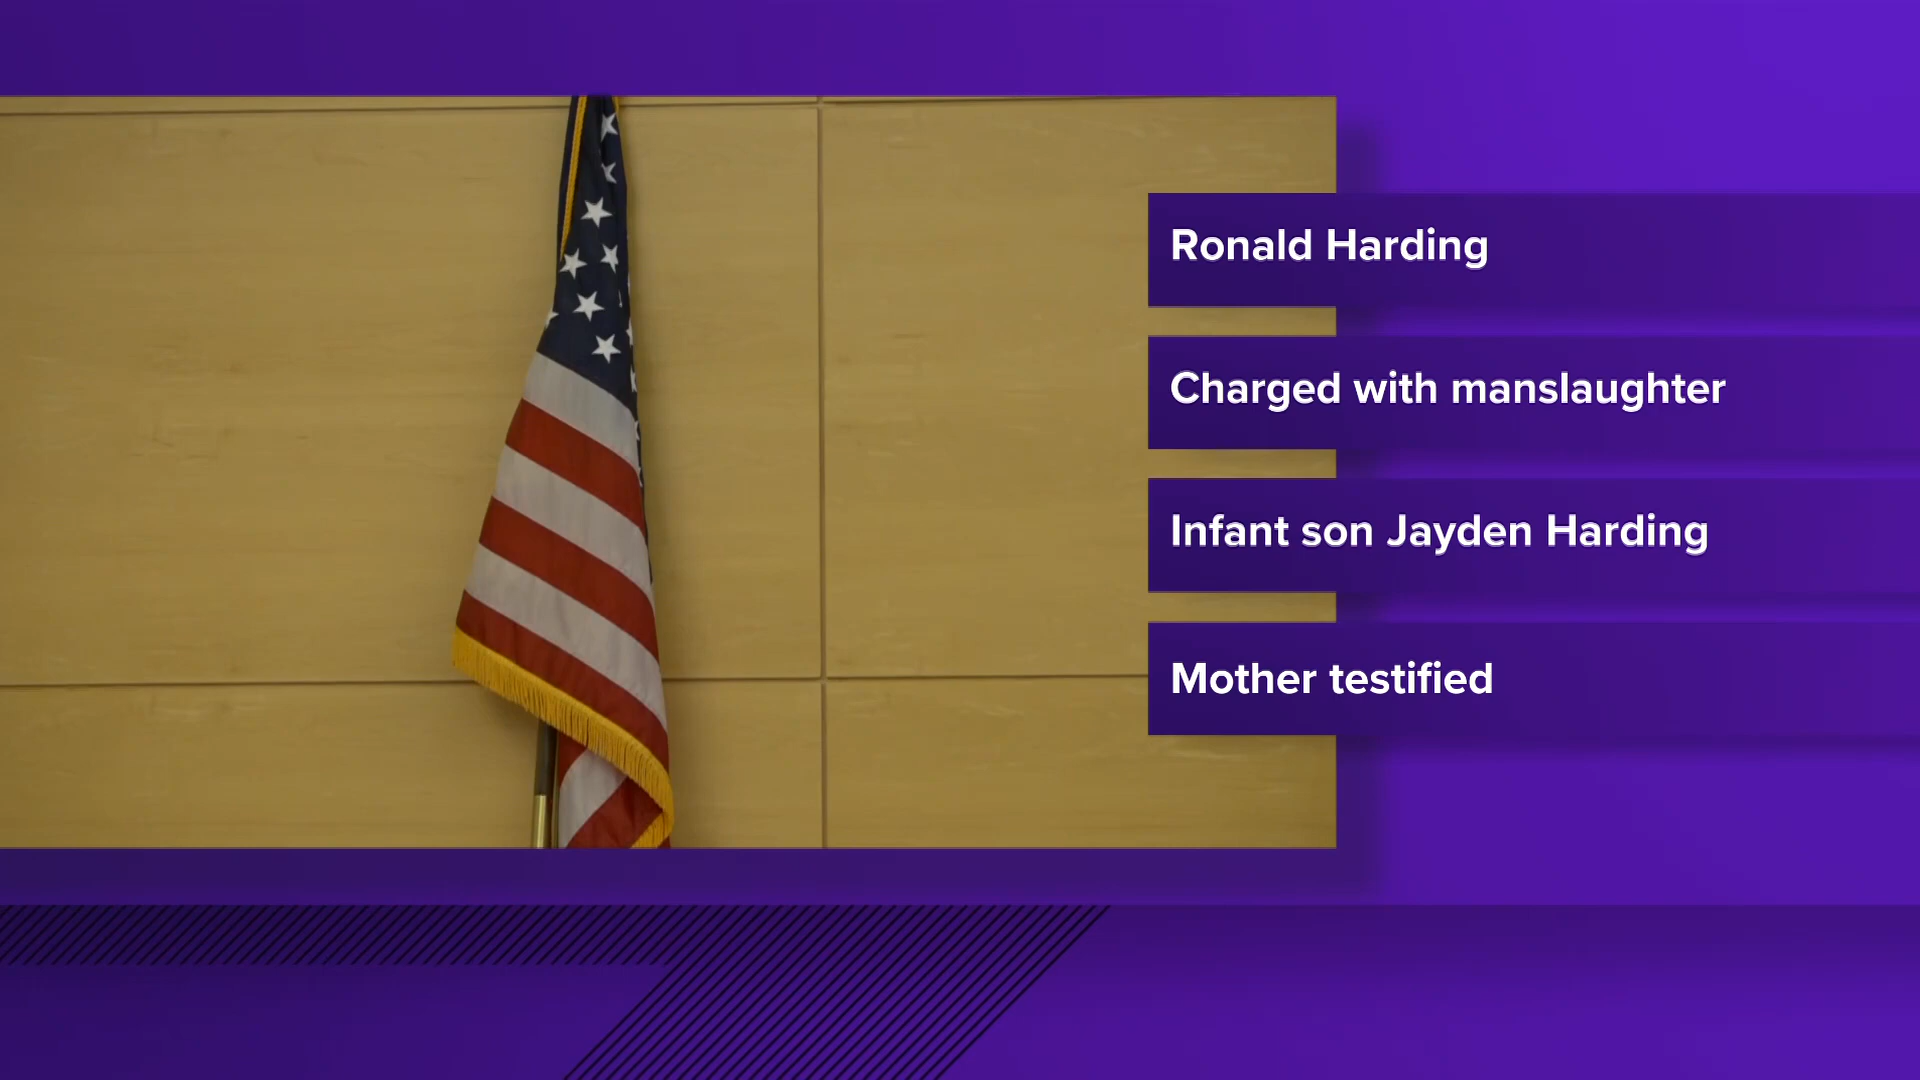 Ronald Harding
Charged with manslaughter
Infant son Jayden Harding
Mother testified